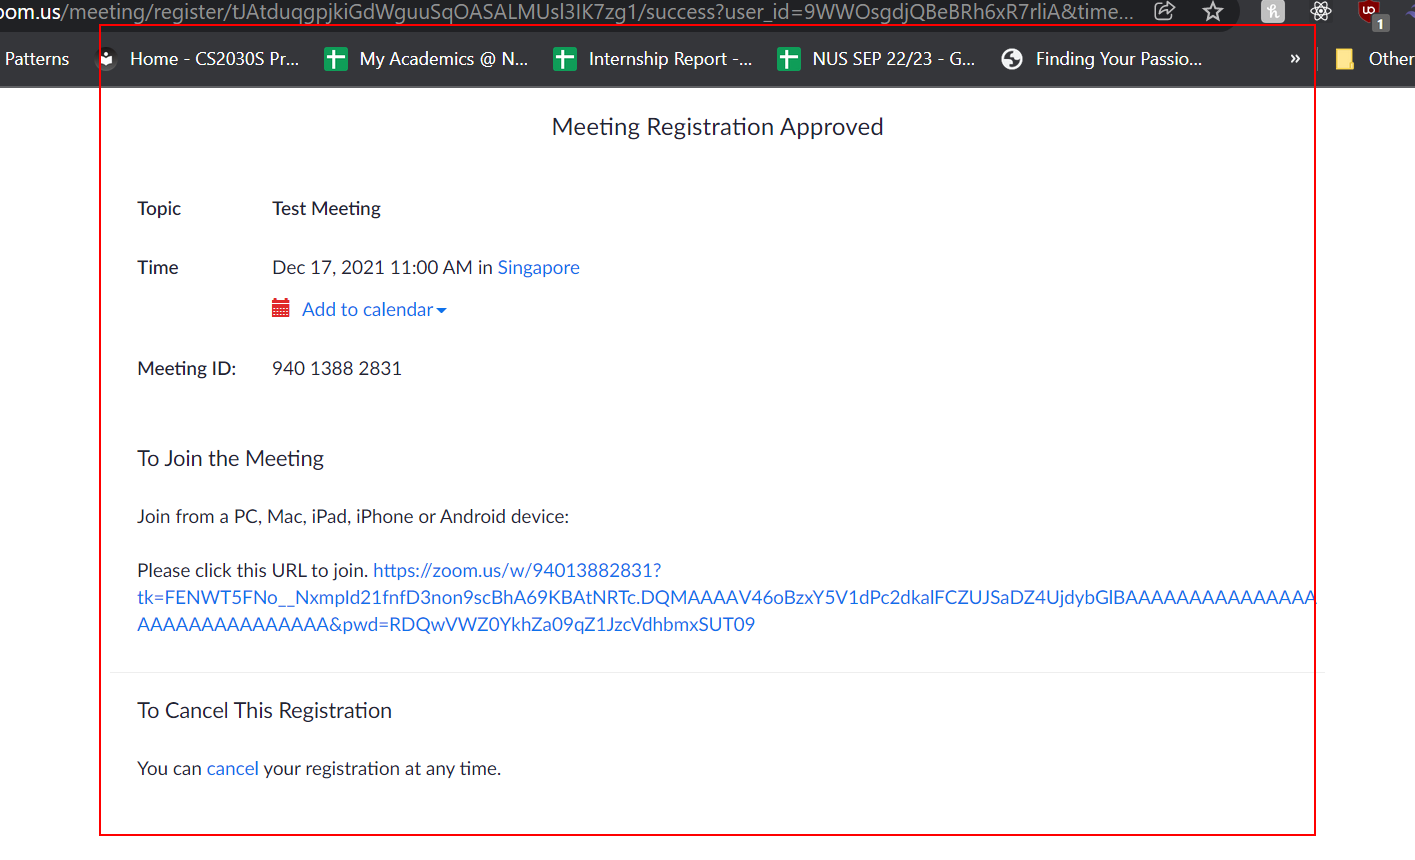 oom.us/meeting/register/tJAtduqgpjkiGdWguuSqOASALMUsl3IK7zg1/success?user_id=9WWOsgdjQBeBRh6xR7rliA&time...
1
Patterns Home - CS2030S Pr... My Academics @ N... Internship Report -... NUS SEP 22/23 - G... Finding Your Passio... » Other
Meeting Registration Approved
Topic Test Meeting
Time Dec 17, 2021 11:00 AM in Singapore
Add to calendar
Meeting ID: 940 1388 2831
To Join the Meeting
Join from a PC, Mac, iPad, iPhone or Android device:
Please click this URL to join. https://zoom.us/w/94013882831?
tk=FENWT5FNo__NxmpId21fnfD3non9scBhA69KBAtNRTc.DQMAAAAV46oBzxY5V1dPc2dkalFCZUJSaDZ4UjdybGlBAAAAAAAAAAAAAAA
AAAAAAAAAAAAAAA&pwd=RDQwVWZ0YkhZa09qZ1JzcVdhbmxSUT09
To Cancel This Registration
You can cancel your registration at any time.